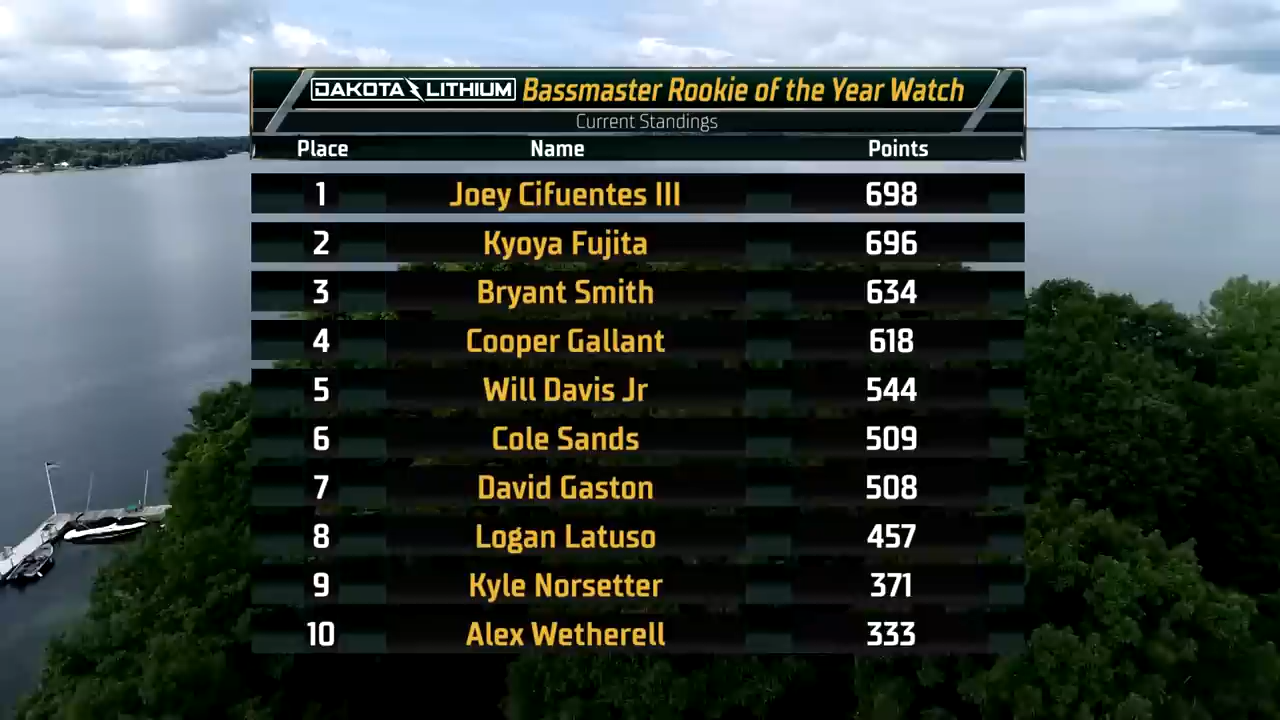 DAKOTA LITHIUM Bassmaster Rookie of the Year Watch
Current Standings
Place Name Points
1 Joey Cifuentes III 698
2 Kyoya Fujita 696
3 Bryant Smith 634
4 Cooper Gallant 618
5 Will Davis Jr 544
6 Cole Sands 509
7 David Gaston 508
8 Logan Latuso 457
9 Kyle Norsetter 371
10 Alex Wetherell 333